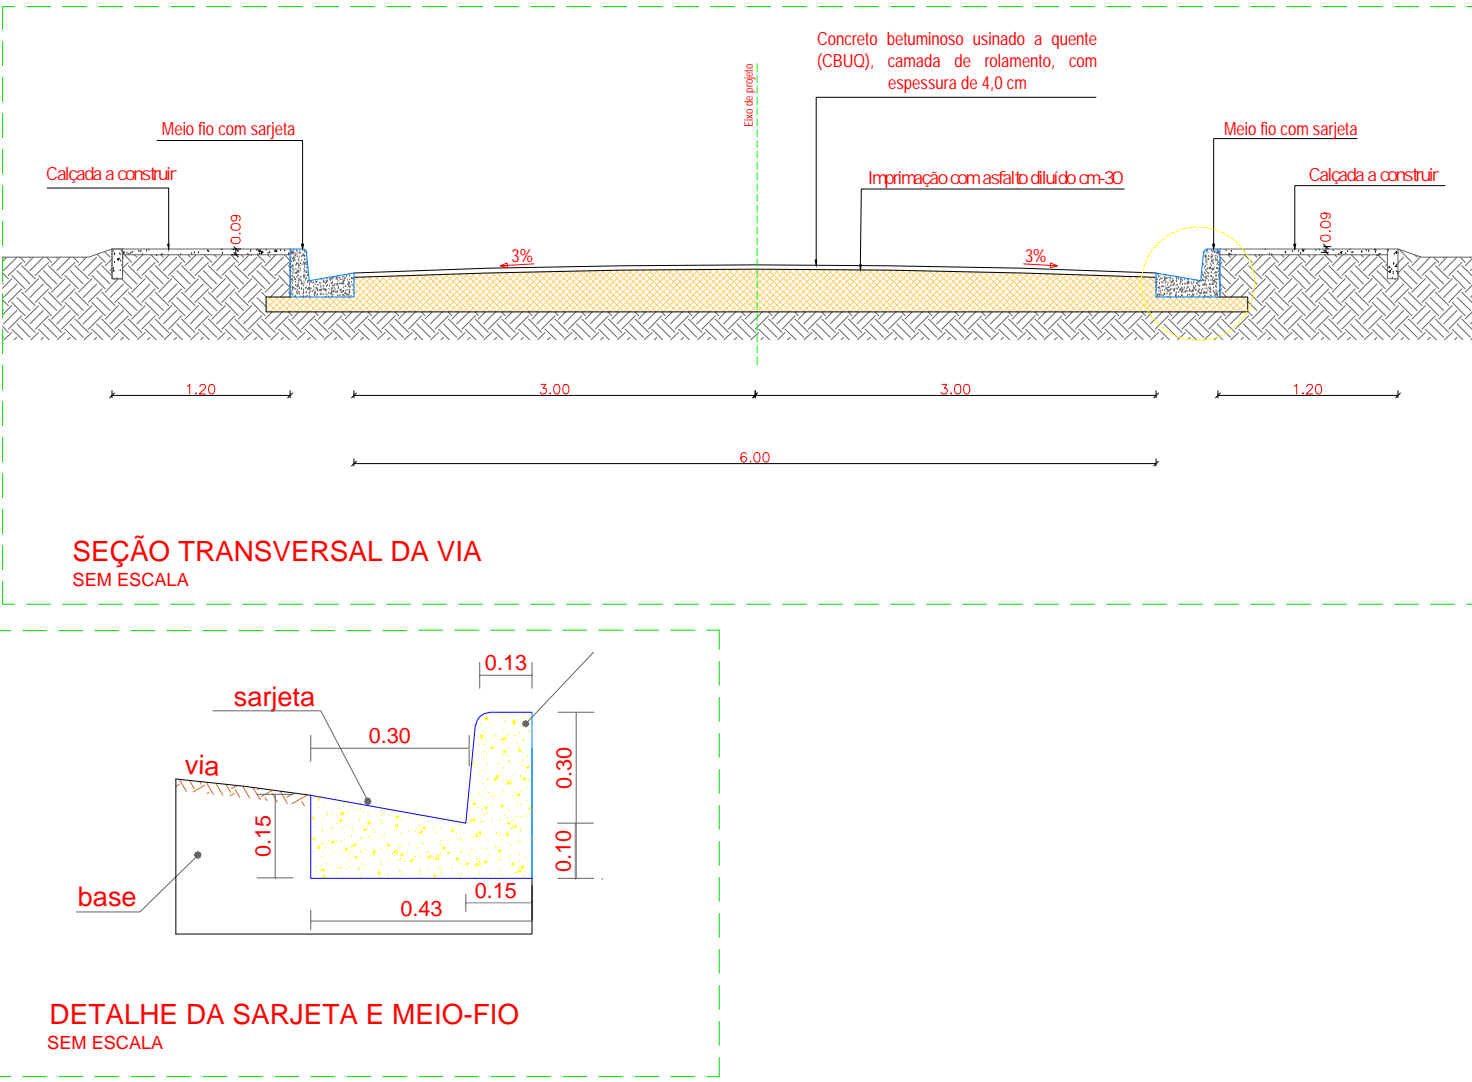 Concreto betuminoso usinado a quente
(CBUQ), camada de rolamento, com
espessura de 4,0 cm
Eixo de projeto
Meio fio com sarjeta
Meio fio com sarjeta
Calçada a construir
Imprimação com asfalto diluído cm-30
Calçada a construir
0.09
0.09
3%
3%
1.20
3.00
3.00
1.20
6.00
SEÇÃO TRANSVERSAL DA VIA
SEM ESCALA
0.13
sarjeta
0.30
via
0.30
0.15
0.10
base
0.15
0.43
DETALHE DA SARJETA E MEIO-FIO
SEM ESCALA